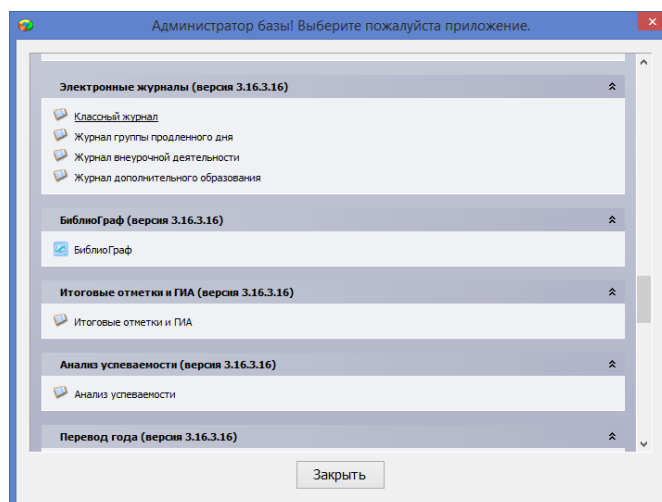 Администратор базы! Выберите пожалуйста приложение.
Электронные журналы (версия 3.16.3.16)
Классный журнал
Журнал группы продленного дня
Журнал внеурочной деятельности
Журнал дополнительного образования
БиблиоГраф (версия 3.16.3.16)
БиблиоГраф
Итоговые отметки и ГИА (версия 3.16.3.16)
Итоговые отметки и ГИА
Анализ успеваемости (версия 3.16.3.16)
Анализ успеваемости
Перевод года (версия 3.16.3.16)
Закрыть